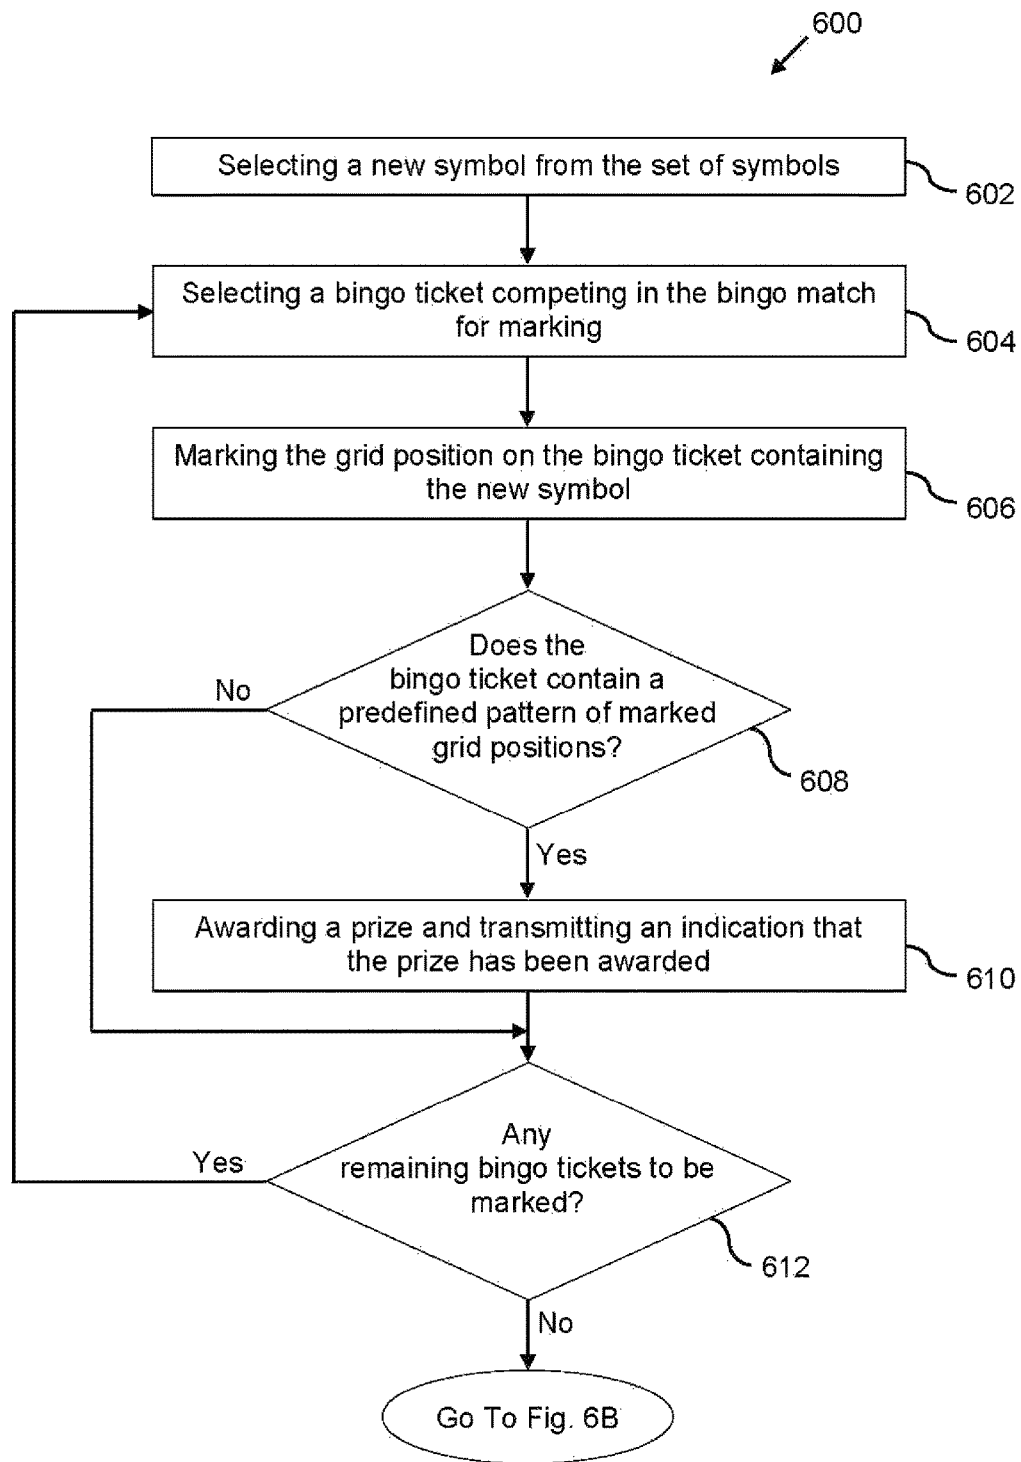 600
Selecting a new symbol from the set of symbols
602
Selecting a bingo ticket competing in the bingo match
for marking
604
Marking the grid position on the bingo ticket containing
the new symbol
606
Does the
bingo ticket contain a
predefined pattern of marked
grid positions?
No
608
Yes
Awarding a prize and transmitting an indication that
the prize has been awarded
610
Any
remaining bingo tickets to be
marked?
Yes
612
No
Go To Fig. 6B